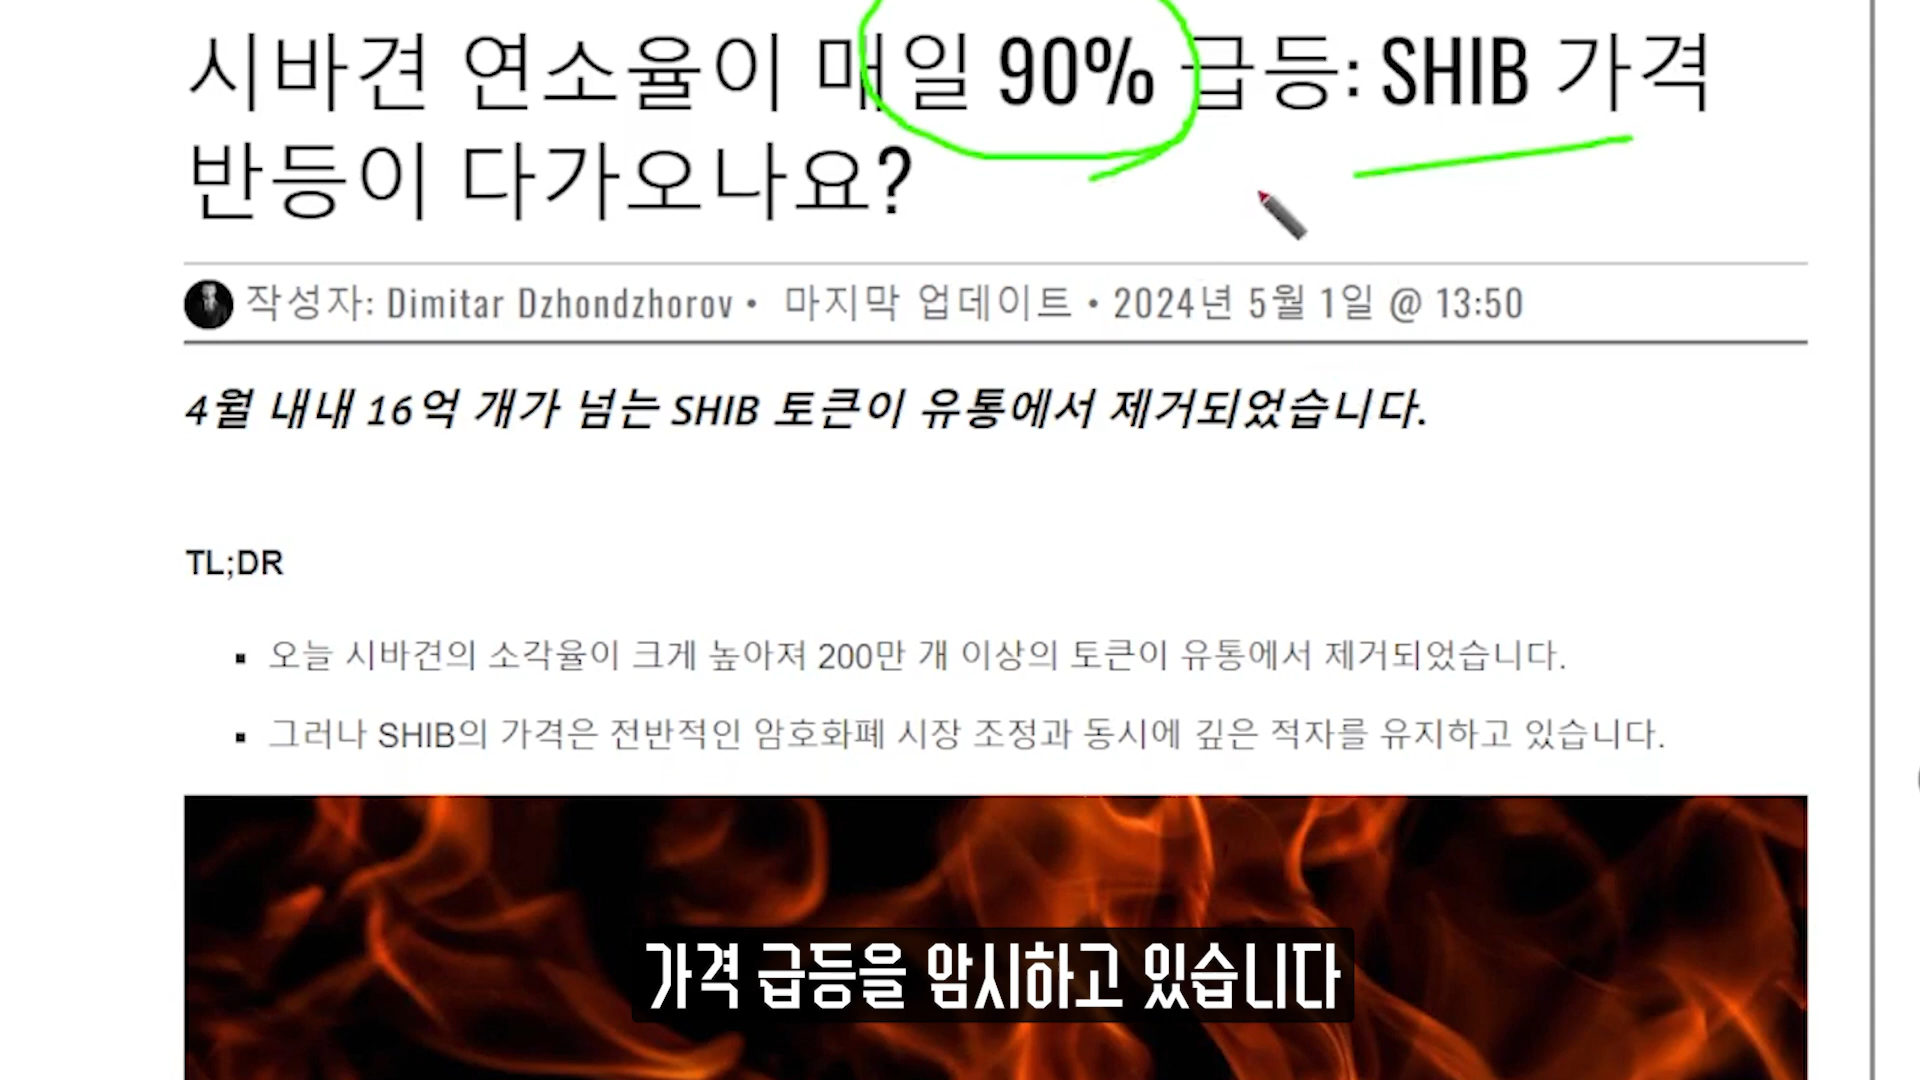 시바견 연소율이 매일 90% 급등: SHIB 가격
반등이 다가오나요?
작성자: Dimitar Dzhondzhorov • 마지막 업데이트 • 2024년 5월 1일 @ 13:50
4월 내내 16억 개가 넘는 SHIB 토큰이 유통에서 제거되었습니다.
TL;DR
▪ 오늘 시바견의 소각율이 크게 높아져 200만 개 이상의 토큰이 유통에서 제거되었습니다.
▪ 그러나 SHIB의 가격은 전반적인 암호화폐 시장 조정과 동시에 깊은 적자를 유지하고 있습니다.
가격 급등을 암시하고 있습니다